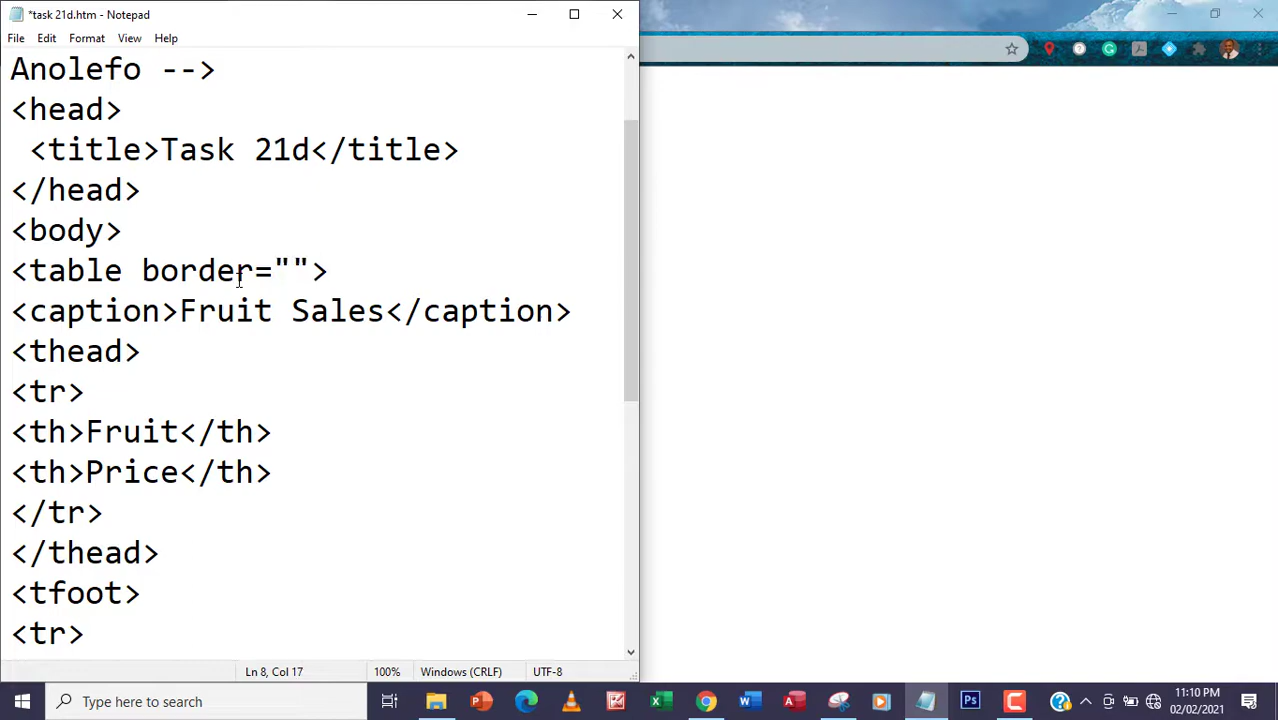 *task 21d.htm - Notepad
File Edit Format View Help
Anolefo -->
<head>
<title>Task 21d</title>
</head>
<body>
<table border="">
<caption>Fruit Sales</caption>
<thead>
<tr>
<th>Fruit</th>
<th>Price</th>
</tr>
</thead>
<tfoot>
<tr>
Ln 8, Col 17 100% Windows (CRLF) UTF-8
Type here to search
11:10 PM
02/02/2021